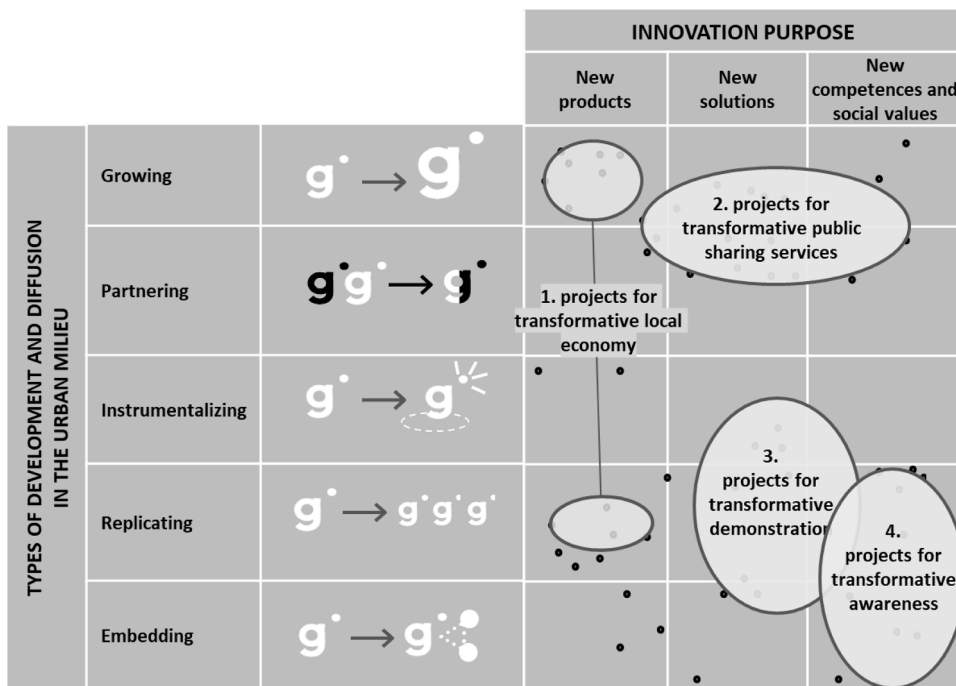 INNOVATION PURPOSE
New
products
New
solutions
New
competences and
social values
TYPES OF DEVELOPMENT AND DIFFUSION
IN THE URBAN MILIEU
Growing
g g
Partnering
g g g
Instrumentalizing
g g
Replicating
g g g g
Embedding
g g
2. projects for
transformative public
sharing services
1. projects for
transformative local
economy
3.
projects for
transformative
demonstration
4.
projects for
transformative
awareness